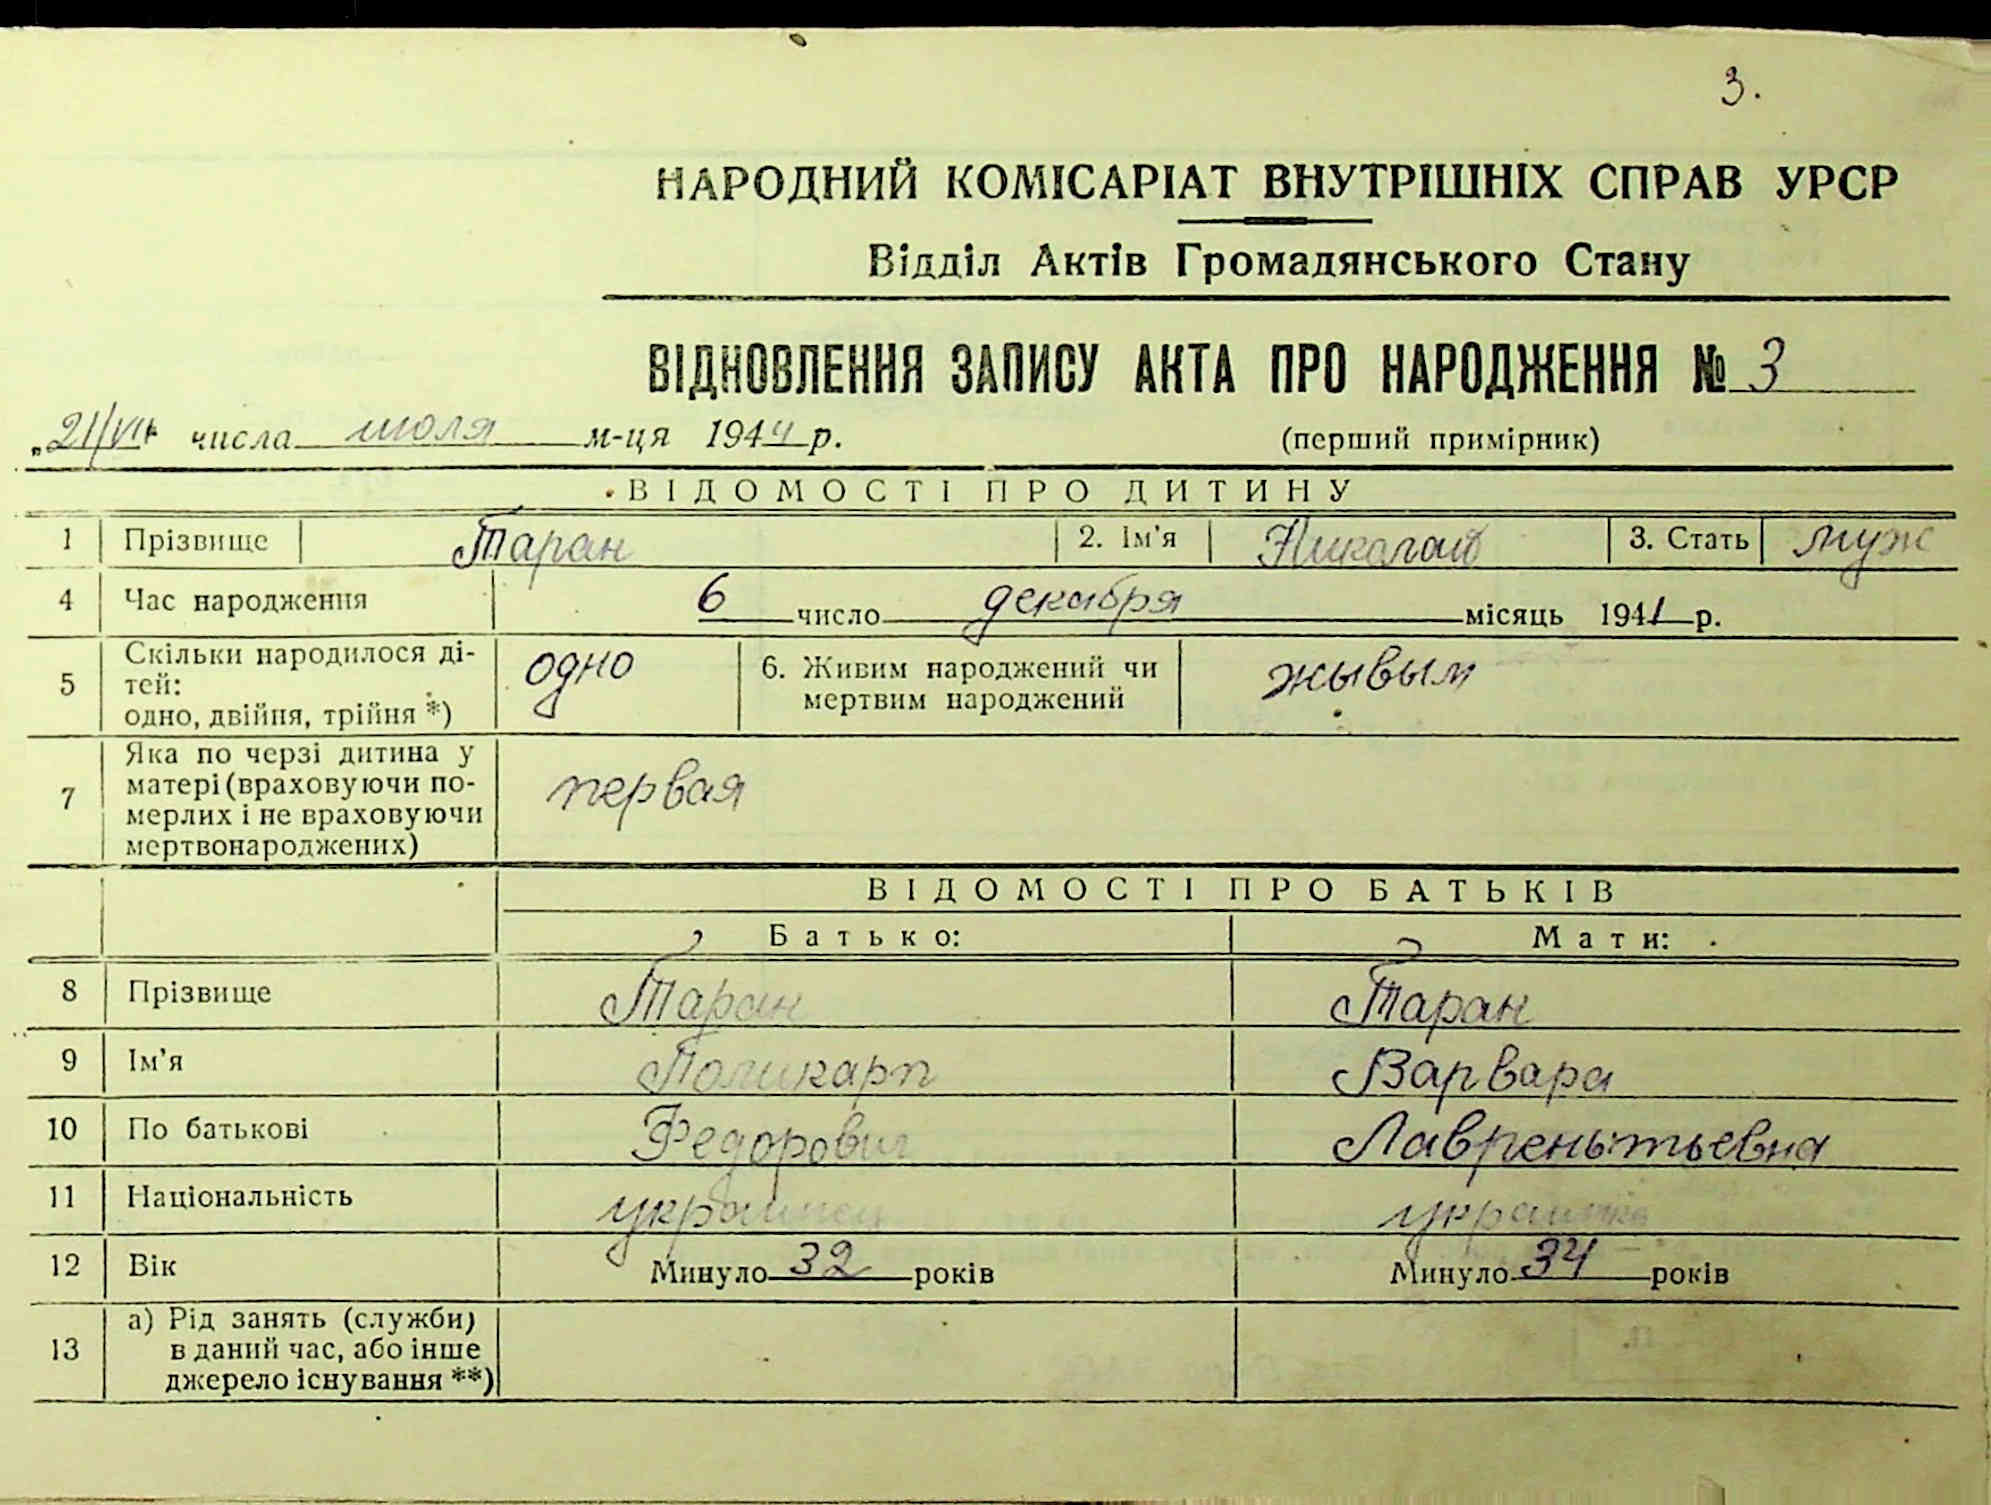 3.
НАРОДНИЙ КОМІСАРІАТ ВНУТРІШНІХ СПРАВ УРСР
Відділ Актів Громадянського Стану
ВІДНОВЛЕННЯ ЗАПИСУ АКТА ПРО НАРОДЖЕННЯ № 3
„21/VII" числа июля м-ця 1944 р. (перший примірник)
ВІДОМОСТІ ПРО ДИТИНУ
1 Прізвище Таран 2. Ім'я Николай 3. Стать муж
4 Час народження 6 число декабря місяць 1941 р.
5 Скільки народилося ді-
тей:
одно, двійня, трійня *) одно 6. Живим народжений чи
мертвим народжений жывым
7 Яка по черзі дитина у
матері (враховуючи по-
мерлих і не враховуючи
мертвонароджених) первая
ВІДОМОСТІ ПРО БАТЬКІВ
Батько: Мати:
8 Прізвище Таран Таран
9 Ім'я Поликарп Варвара
10 По батькові Федорович Лавреньтьевна
11 Національність украинец украинка
12 Вік Минуло 32 років Минуло 34 років
13 а) Рід занять (служби)
в даний час, або інше
джерело існування **)